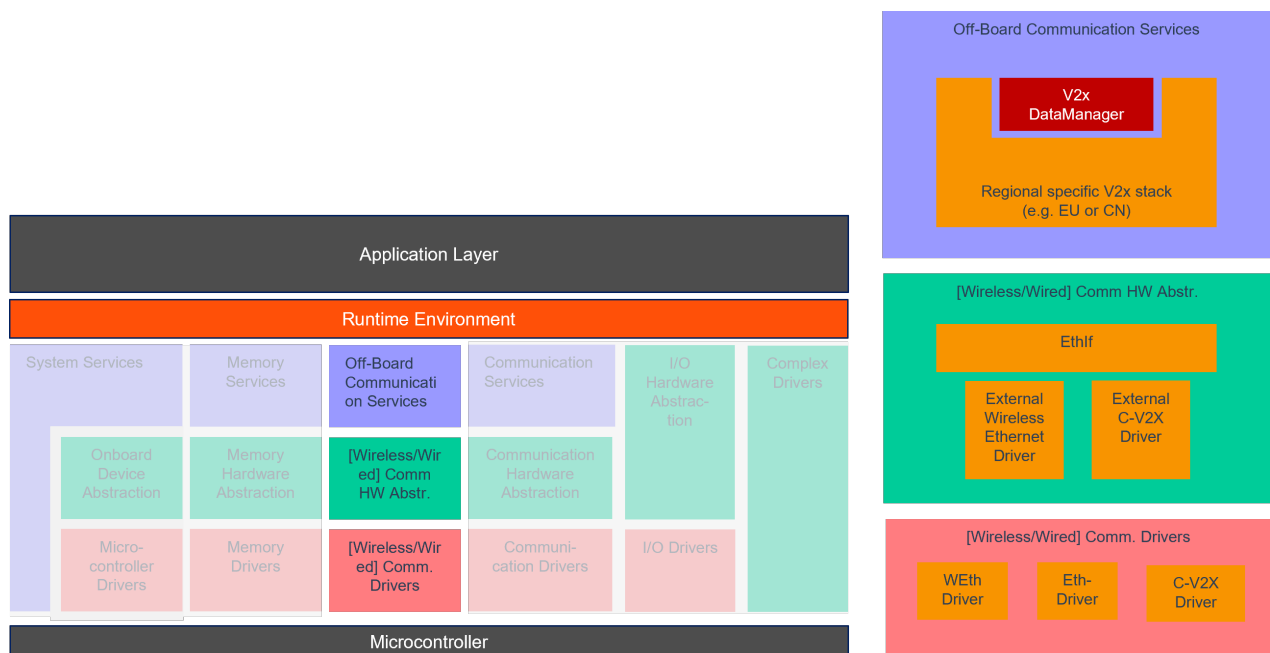 Application Layer
Runtime Environment
System Services
Memory
Services
Off-Board
Communicati
on Services
Communication
Services
I/O
Hardware
Abstrac-
tion
Complex
Drivers
Onboard
Device
Abstraction
Memory
Hardware
Abstraction
[Wireless/Wir
ed] Comm
HW Abstr.
Communication
Hardware
Abstraction
Micro-
controller
Drivers
Memory
Drivers
[Wireless/Wir
ed] Comm.
Drivers
Communi-
cation Drivers
I/O Drivers
Microcontroller
Off-Board Communication Services
V2x
DataManager
Regional specific V2x stack
(e.g. EU or CN)
[Wireless/Wired] Comm HW Abstr.
EthIf
External
Wireless
Ethernet
Driver
External
C-V2X
Driver
[Wireless/Wired] Comm. Drivers
WEth
Driver
Eth-
Driver
C-V2X
Driver